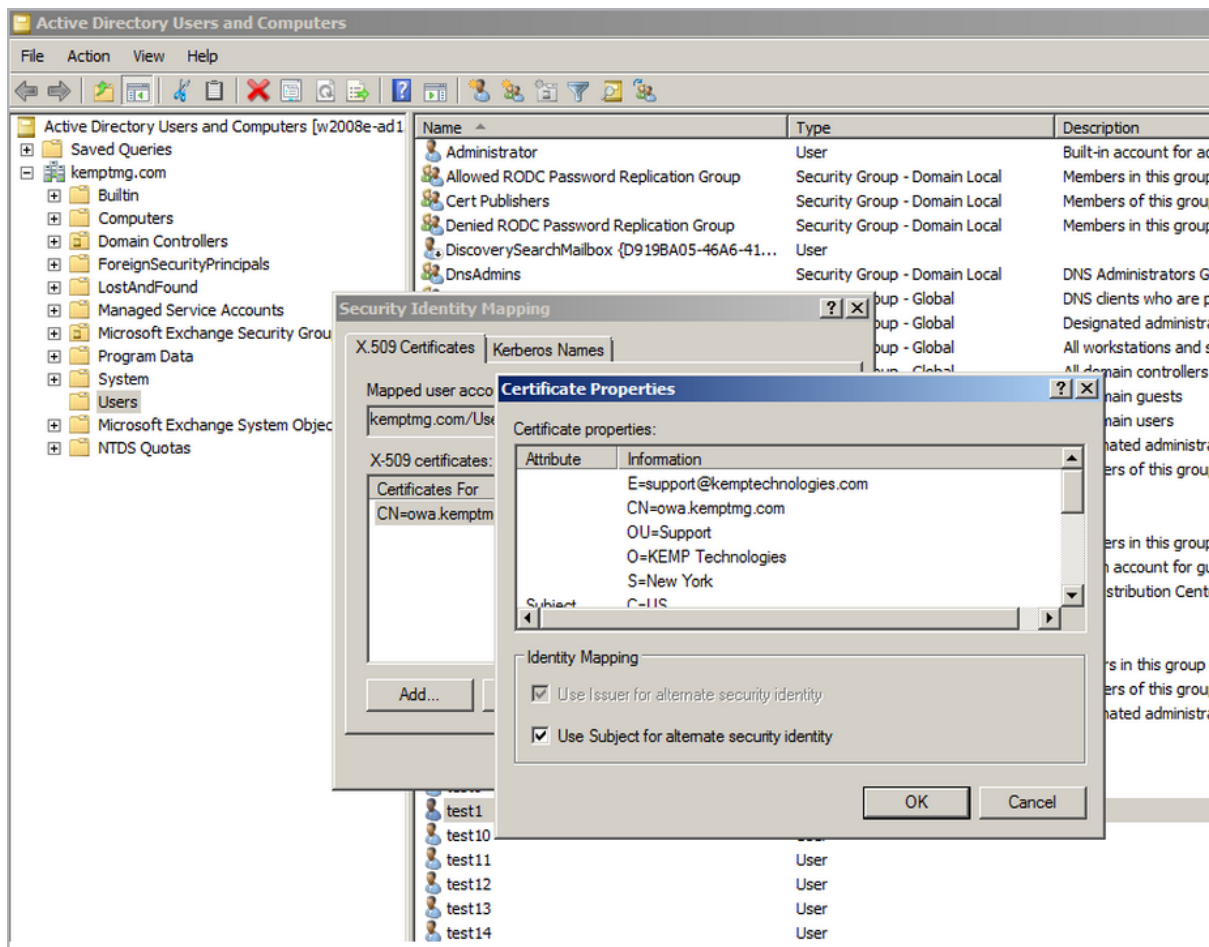 Active Directory Users and Computers
File Action View Help
Active Directory Users and Computers [w2008e-ad1
Saved Queries
kemptmg.com
Builtin
Computers
Domain Controllers
ForeignSecurityPrincipals
LostAndFound
Managed Service Accounts
Microsoft Exchange Security Grou
Program Data
System
Users
Microsoft Exchange System Objec
NTDS Quotas
Name Type Description
Administrator User Built-in account for ad
Allowed RODC Password Replication Group Security Group - Domain Local Members in this group
Cert Publishers Security Group - Domain Local Members of this grou
Denied RODC Password Replication Group Security Group - Domain Local Members in this group
DiscoverySearchMailbox {D919BA05-46A6-41... User
DnsAdmins Security Group - Domain Local DNS Administrators G
oup - Global DNS clients who are p
oup - Global Designated administra
oup - Global All workstations and s
oup - Global All domain controllers
main guests
main users
nated administra
ers of this grou
ers in this group
n account for gu
stribution Cent
rs in this group
ers of this grou
nated administra
test1
test10
test11 User
test12 User
test13 User
test14 User
Security Identity Mapping
X.509 Certificates Kerberos Names
Mapped user acco
kemptmg.com/Use
X-509 certificates:
Certificates For
CN=owa.kemptm
Add...
Certificate Properties
Certificate properties:
Attribute Information
E=support@kemptechnologies.com
CN=owa.kemptmg.com
OU=Support
O=KEMP Technologies
S=New York
Subject C=US
Identity Mapping
Use Issuer for alternate security identity
Use Subject for alternate security identity
OK Cancel